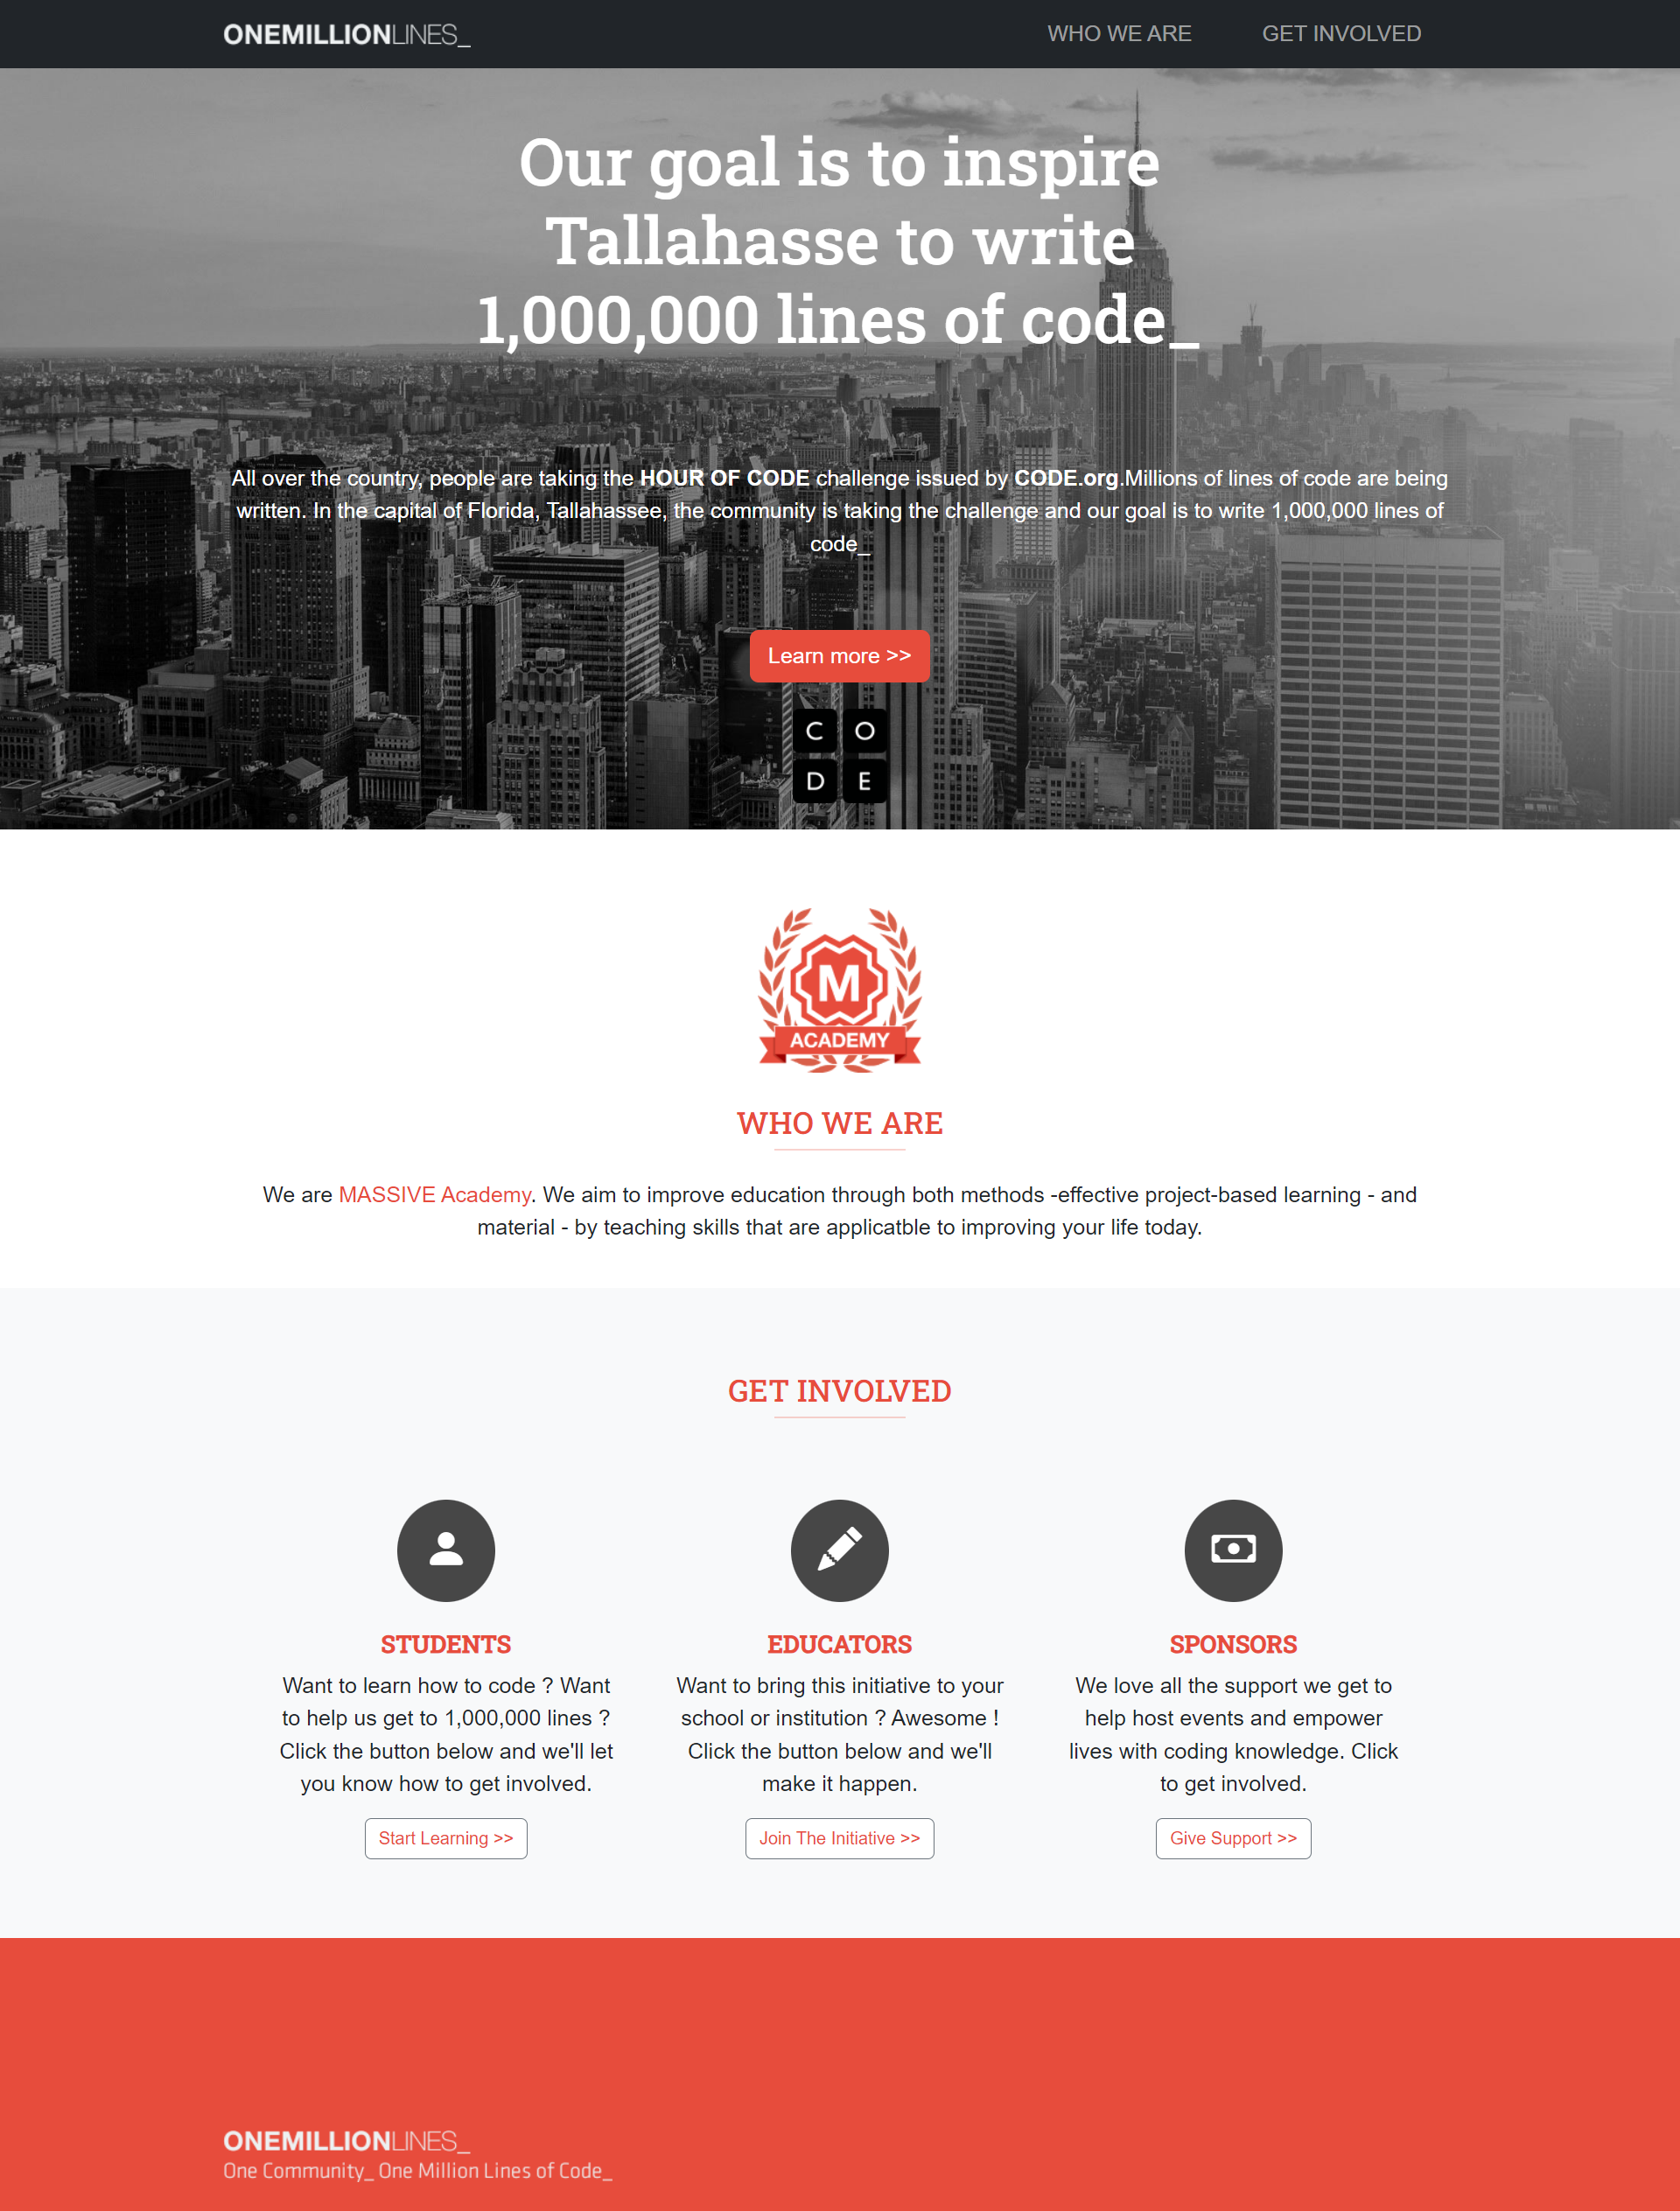 ONEMILLIONLINES_
WHO WE ARE
GET INVOLVED
Our goal is to inspire
Tallahasse to write
1,000,000 lines of code_
All over the country, people are taking the HOUR OF CODE challenge issued by CODE.org.Millions of lines of code are being
written. In the capital of Florida, Tallahassee, the community is taking the challenge and our goal is to write 1,000,000 lines of
code_
Learn more >>
C O
D E
M
ACADEMY
WHO WE ARE
We are MASSIVE Academy. We aim to improve education through both methods -effective project-based learning - and
material - by teaching skills that are applicatble to improving your life today.
GET INVOLVED
STUDENTS
Want to learn how to code ? Want
to help us get to 1,000,000 lines ?
Click the button below and we'll let
you know how to get involved.
Start Learning >>
EDUCATORS
Want to bring this initiative to your
school or institution ? Awesome !
Click the button below and we'll
make it happen.
Join The Initiative >>
SPONSORS
We love all the support we get to
help host events and empower
lives with coding knowledge. Click
to get involved.
Give Support >>
ONEMILLIONLINES_
One Community_ One Million Lines of Code_